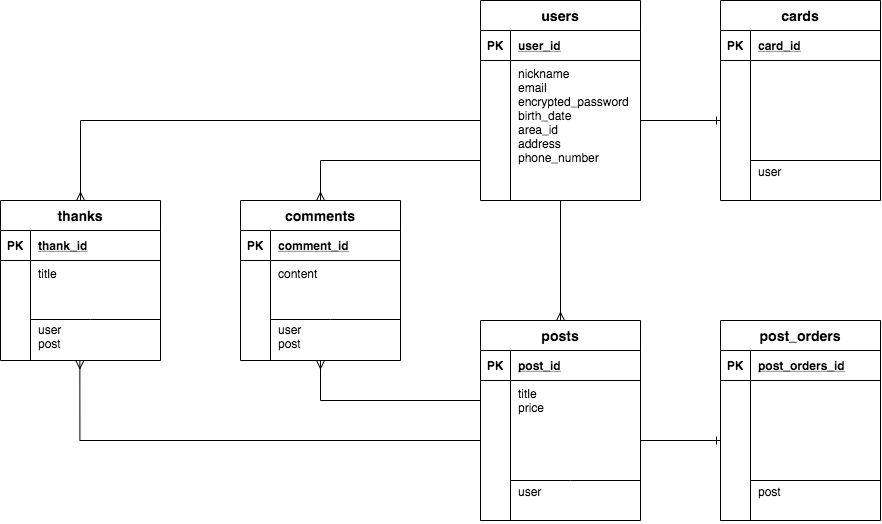 users
PK user_id
nickname
email
encrypted_password
birth_date
area_id
address
phone_number
cards
PK card_id
user
thanks
PK thank_id
title
user
post
comments
PK comment_id
content
user
post
posts
PK post_id
title
price
user
post_orders
PK post_orders_id
post